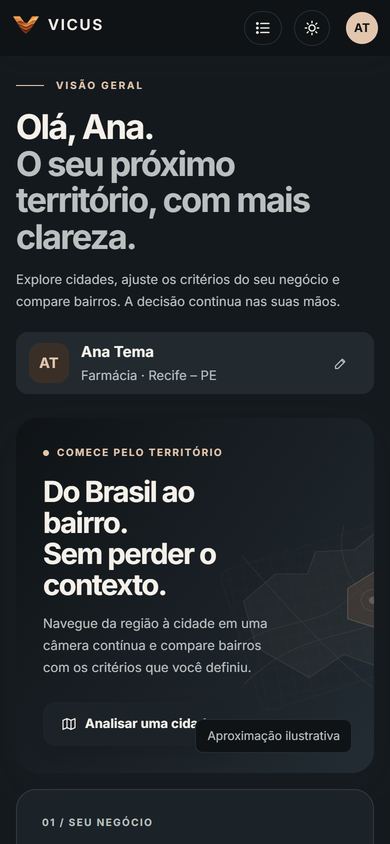 VICUS
AT
VISÃO GERAL
Olá, Ana.
O seu próximo
território, com mais
clareza.
Explore cidades, ajuste os critérios do seu negócio e
compare bairros. A decisão continua nas suas mãos.
AT
Ana Tema
Farmácia · Recife – PE
COMECE PELO TERRITÓRIO
Do Brasil ao
bairro.
Sem perder o
contexto.
Navegue da região à cidade em uma
câmera contínua e compare bairros
com os critérios que você definiu.
Analisar uma
Aproximação ilustrativa
01 / SEU NEGÓCIO